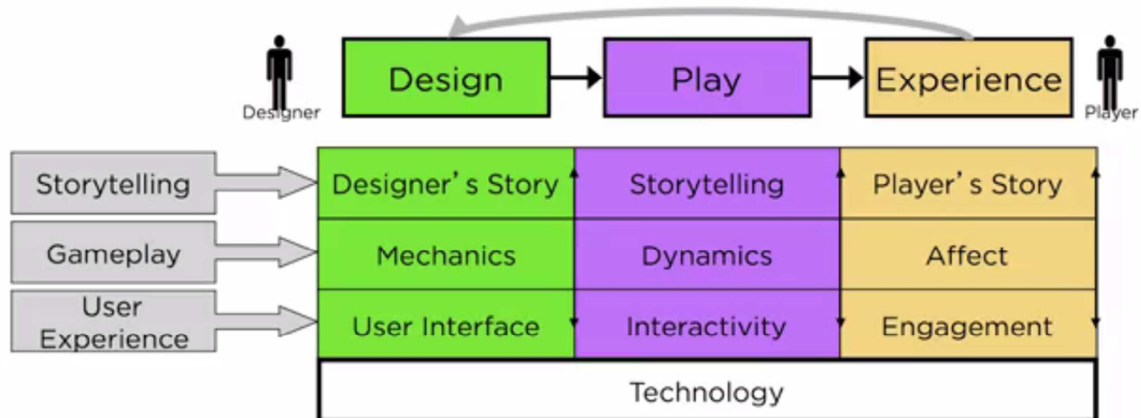 Design
Play
Experience
Designer
Player
Storytelling
Designer's Story
Storytelling
Player's Story
Gameplay
Mechanics
Dynamics
Affect
User
Experience
User Interface
Interactivity
Engagement
Technology